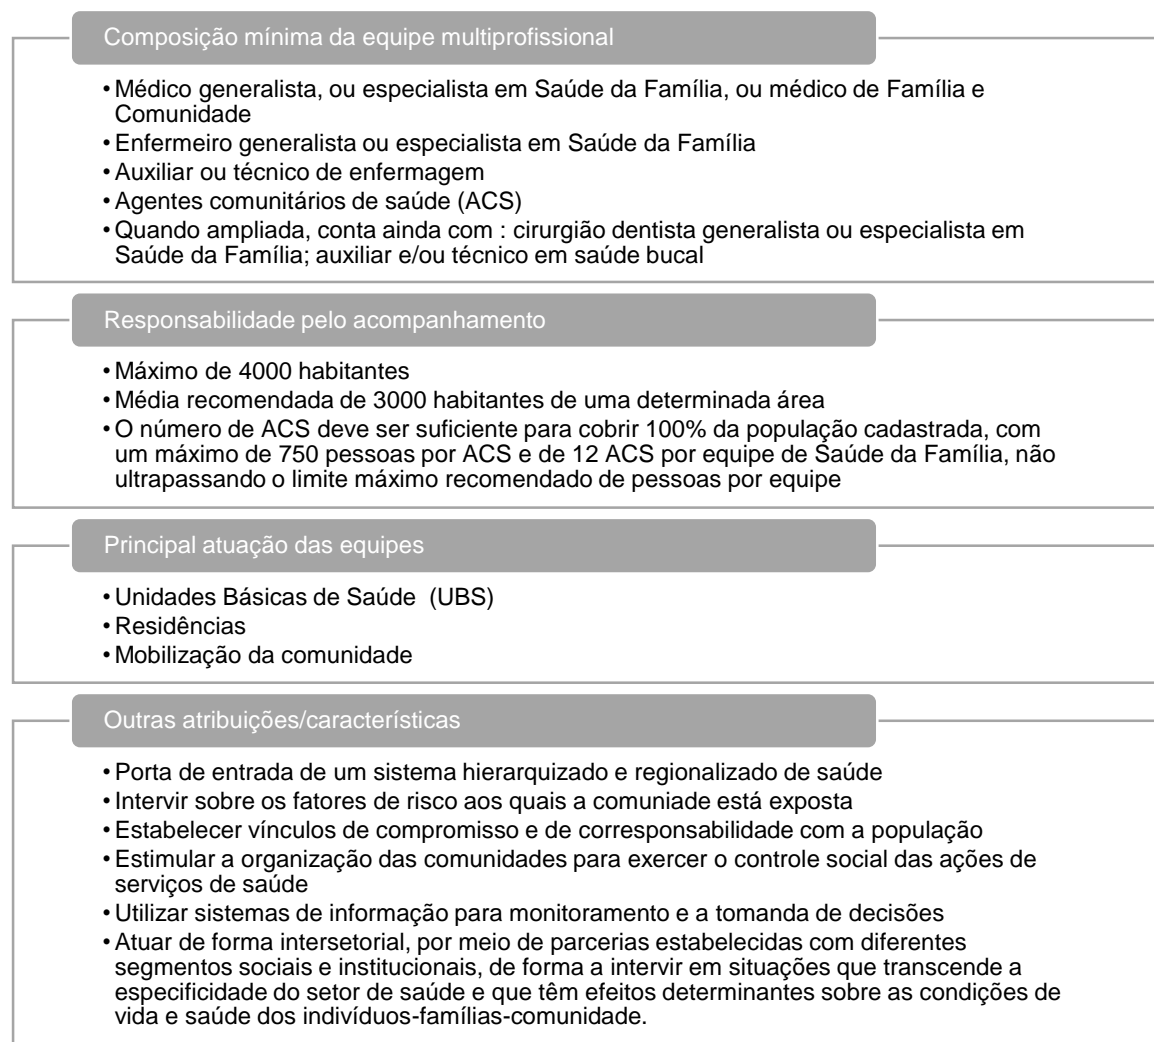 Composição mínima da equipe multiprofissional
• Médico generalista, ou especialista em Saúde da Família, ou médico de Família e
Comunidade
• Enfermeiro generalista ou especialista em Saúde da Família
• Auxiliar ou técnico de enfermagem
• Agentes comunitários de saúde (ACS)
• Quando ampliada, conta ainda com : cirurgião dentista generalista ou especialista em
Saúde da Família; auxiliar e/ou técnico em saúde bucal
Responsabilidade pelo acompanhamento
• Máximo de 4000 habitantes
• Média recomendada de 3000 habitantes de uma determinada área
• O número de ACS deve ser suficiente para cobrir 100% da população cadastrada, com
um máximo de 750 pessoas por ACS e de 12 ACS por equipe de Saúde da Família, não
ultrapassando o limite máximo recomendado de pessoas por equipe
Principal atuação das equipes
• Unidades Básicas de Saúde (UBS)
• Residências
• Mobilização da comunidade
Outras atribuições/característícas
• Porta de entrada de um sistema hierarquizado e regionalizado de saúde
• Intervir sobre os fatores de risco aos quais a comuniade está exposta
• Estabelecer vínculos de compromisso e de corresponsabilidade com a população
• Estimular a organização das comunidades para exercer o controle social das ações de
serviços de saúde
• Utilizar sistemas de informação para monitoramento e a tomanda de decisões
• Atuar de forma intersetorial, por meio de parcerias estabelecidas com diferentes
segmentos sociais e institucionais, de forma a intervir em situações que transcende a
especificidade do setor de saúde e que têm efeitos determinantes sobre as condições de
vida e saúde dos indivíduos-famílias-comunidade.